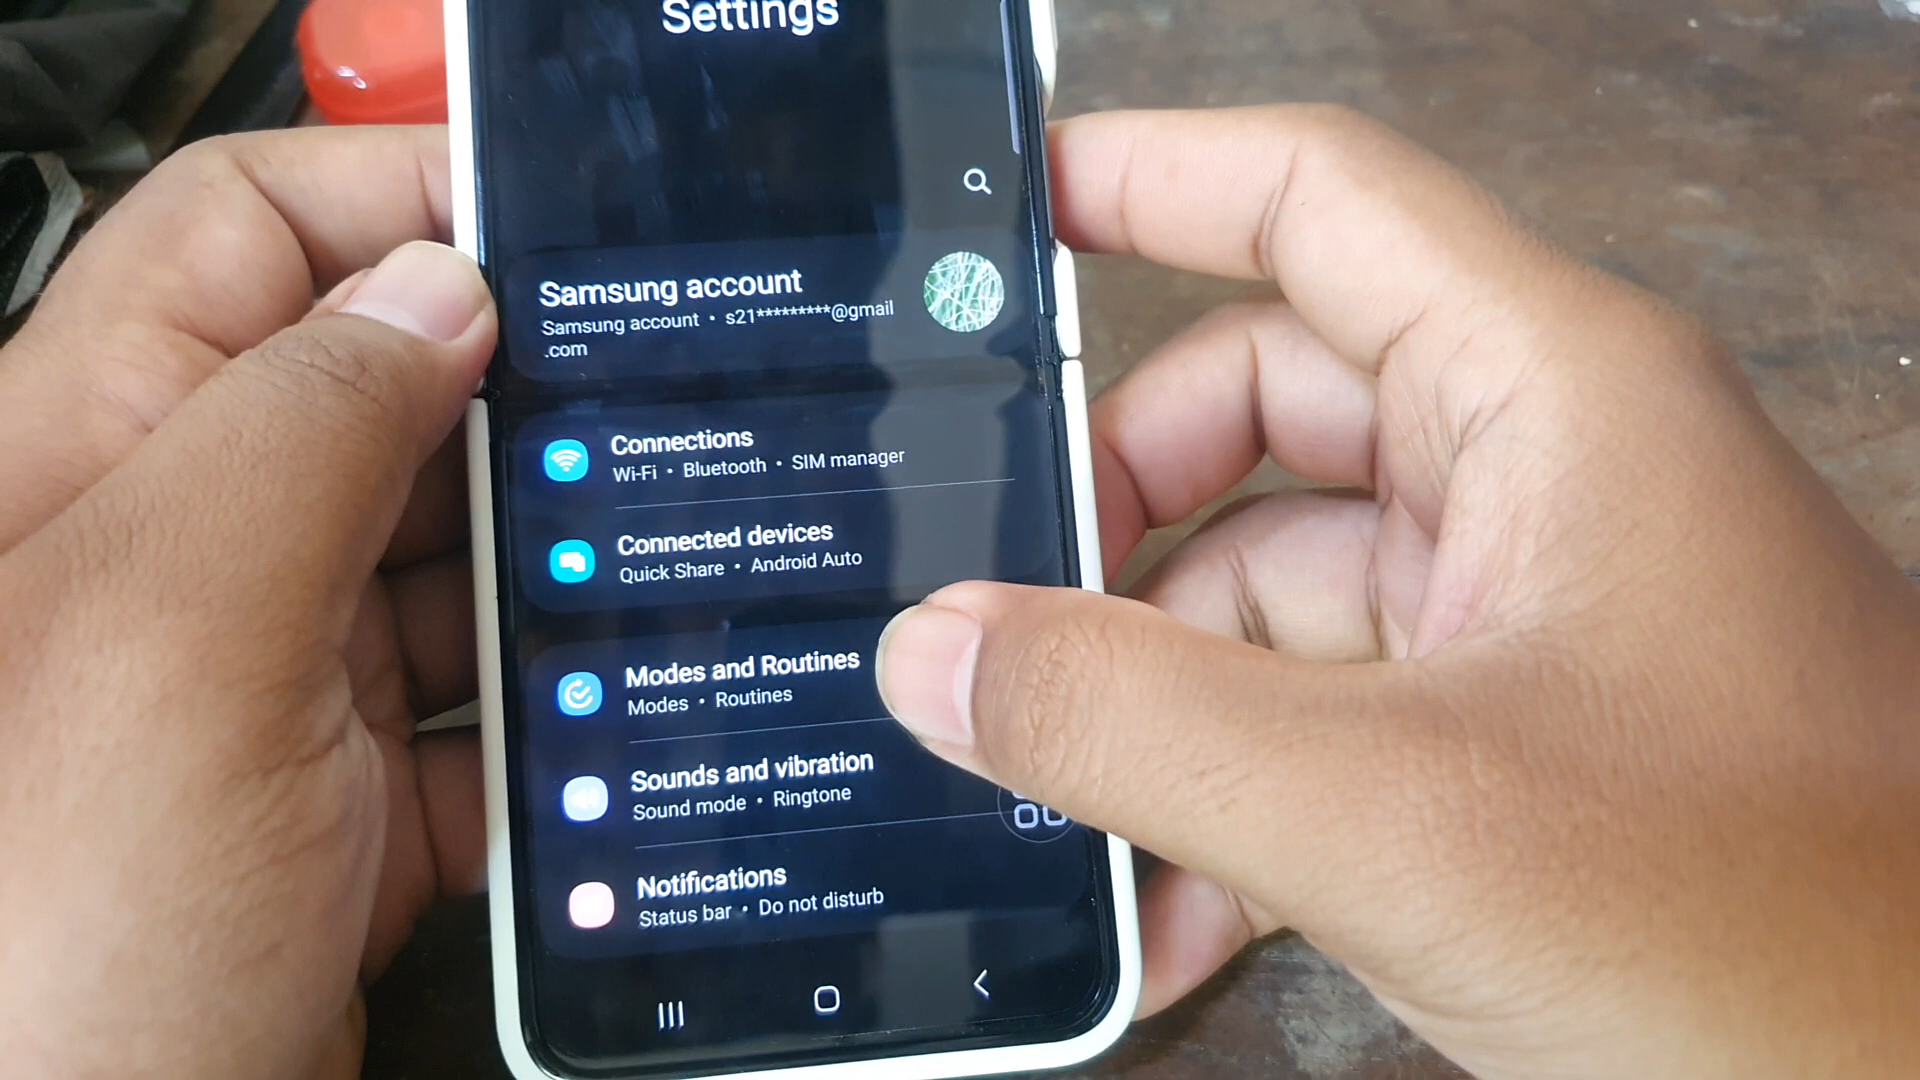 Settings
Samsung account
Samsung account • s21*********@gmail
.com
Connections
Wi-Fi • Bluetooth • SIM manager
Connected devices
Quick Share • Android Auto
Modes and Routines
Modes • Routines
Sounds and vibration
Sound mode • Ringtone
Notifications
Status bar • Do not disturb